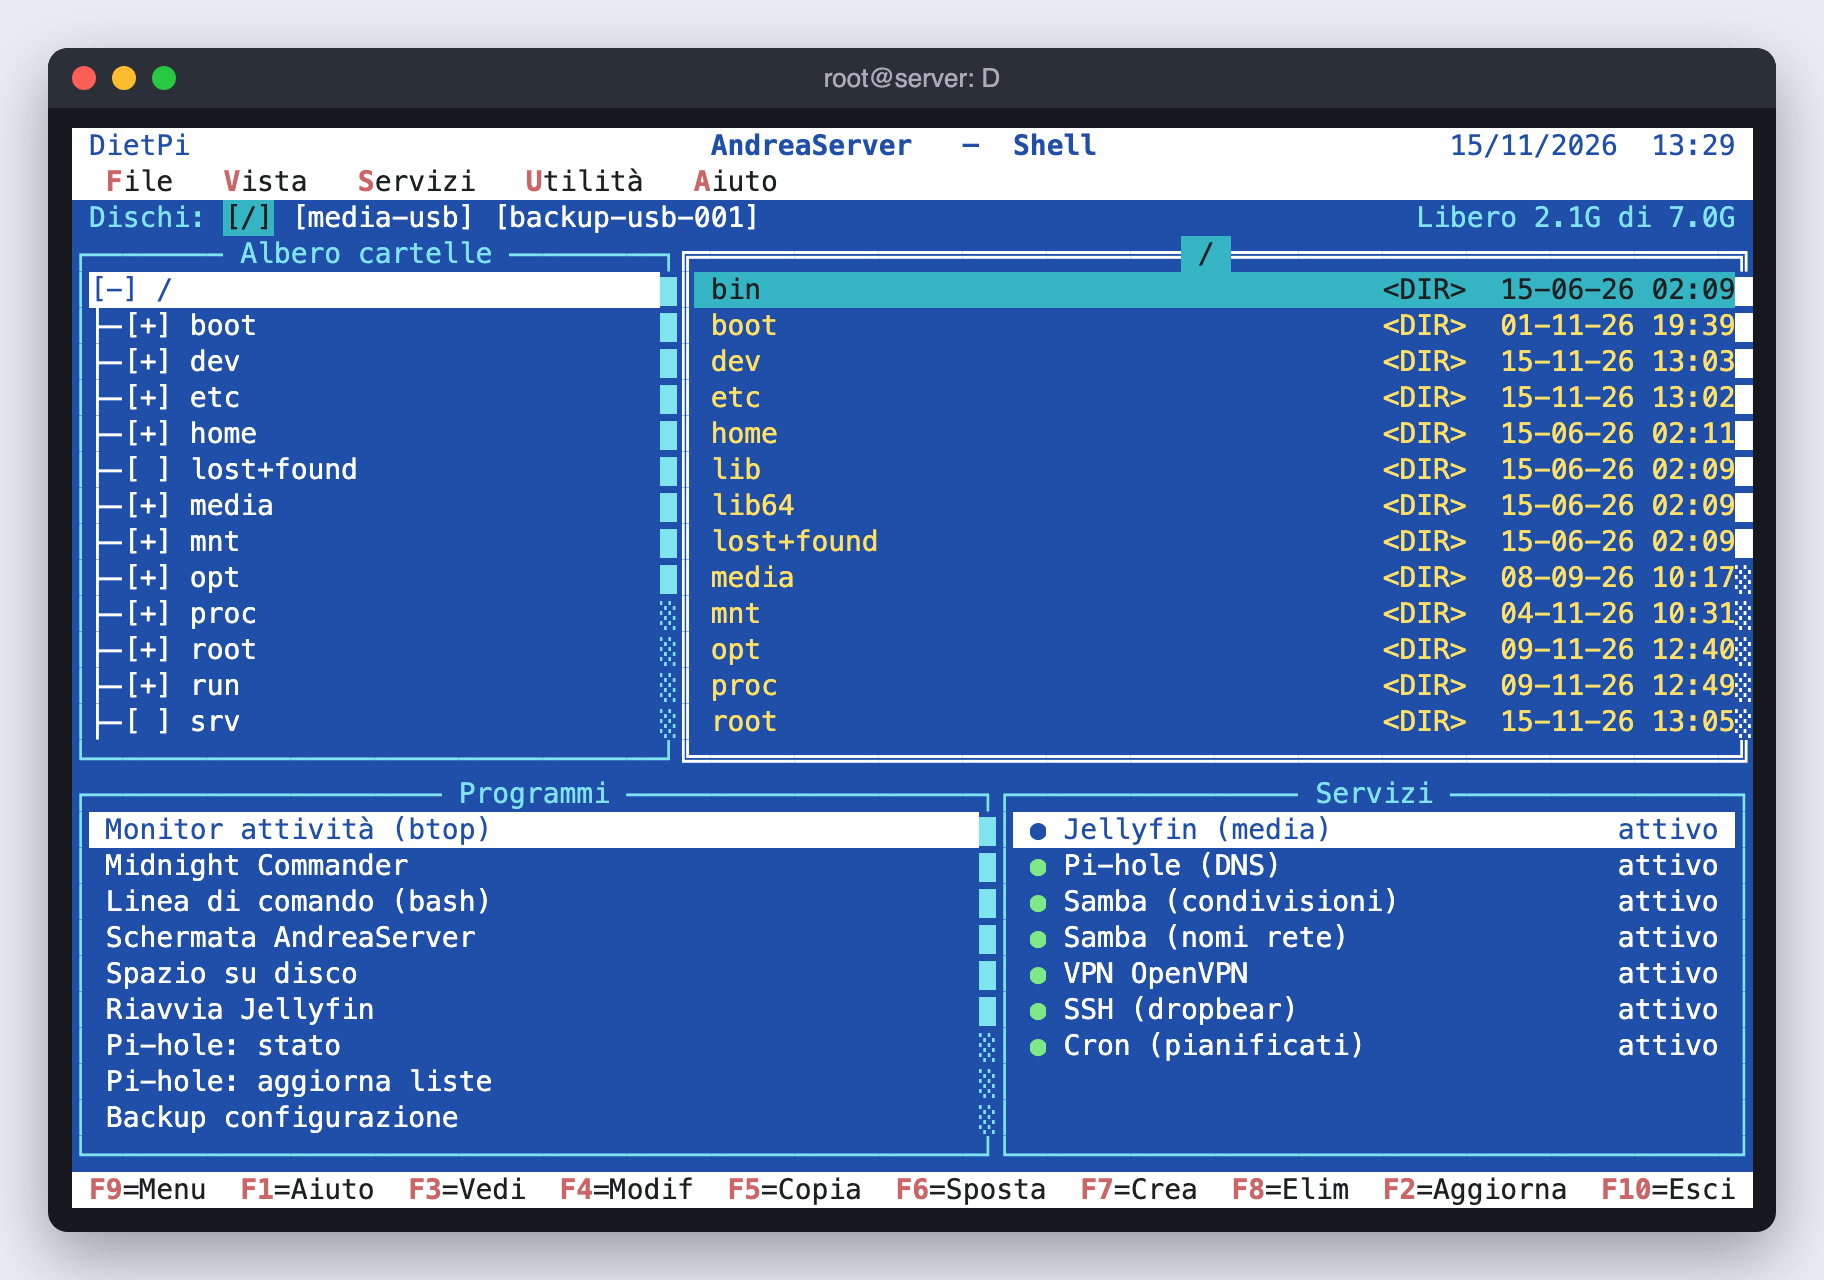 root@server: D
DietPi AndreaServer – Shell 15/11/2026 13:29
File Vista Servizi Utilità Aiuto
Dischi: [/] [media-usb] [backup-usb-001] Libero 2.1G di 7.0G
Albero cartelle
[-] /
[+] boot
[+] dev
[+] etc
[+] home
[ ] lost+found
[+] media
[+] mnt
[+] opt
[+] proc
[+] root
[+] run
[ ] srv
/
bin <DIR> 15-06-26 02:09
boot <DIR> 01-11-26 19:39
dev <DIR> 15-11-26 13:03
etc <DIR> 15-11-26 13:02
home <DIR> 15-06-26 02:11
lib <DIR> 15-06-26 02:09
lib64 <DIR> 15-06-26 02:09
lost+found <DIR> 15-06-26 02:09
media <DIR> 08-09-26 10:17
mnt <DIR> 04-11-26 10:31
opt <DIR> 09-11-26 12:40
proc <DIR> 09-11-26 12:49
root <DIR> 15-11-26 13:05
Programmi
Monitor attività (btop)
Midnight Commander
Linea di comando (bash)
Schermata AndreaServer
Spazio su disco
Riavvia Jellyfin
Pi-hole: stato
Pi-hole: aggiorna liste
Backup configurazione
Servizi
● Jellyfin (media) attivo
● Pi-hole (DNS) attivo
● Samba (condivisioni) attivo
● Samba (nomi rete) attivo
● VPN OpenVPN attivo
● SSH (dropbear) attivo
● Cron (pianificati) attivo
F9=Menu F1=Aiuto F3=Vedi F4=Modif F5=Copia F6=Sposta F7=Crea F8=Elim F2=Aggiorna F10=Esci